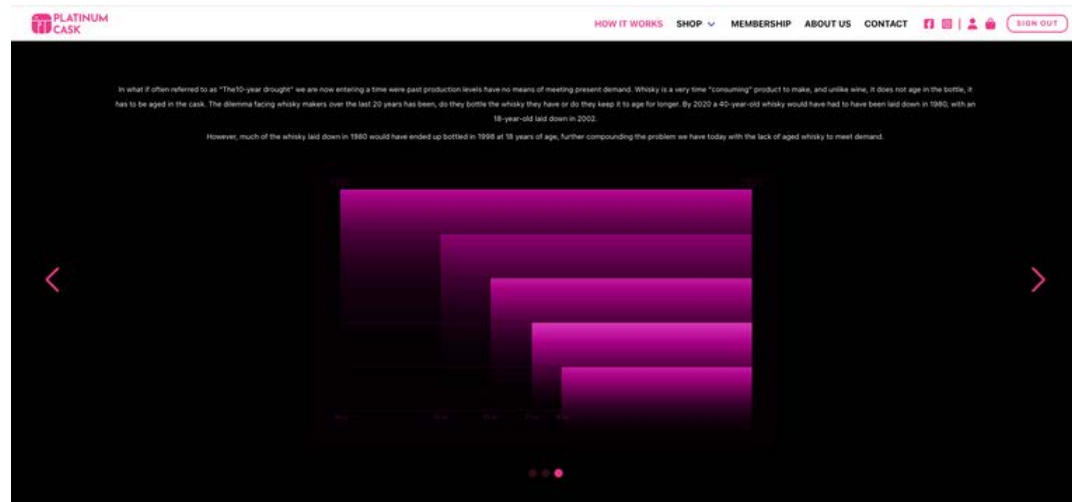 PLATINUM
CASK
HOW IT WORKS SHOP MEMBERSHIP ABOUT US CONTACT | SIGN OUT
In what if often referred to as "The10-year drought" we are now entering a time were past production levels have no means of meeting present demand. Whisky is a very time "consuming" product to make, and unlike wine, it does not age in the bottle, it
has to be aged in the cask. The dilemma facing whisky makers over the last 20 years has been, do they bottle the whisky they have or do they keep it to age for longer. By 2020 a 40-year-old whisky would have had to have been laid down in 1980; with an
18-year-old laid down in 2002.
However, much of the whisky laid down in 1980 would have ended up bottled in 1998 at 18 years of age, further compounding the problem we have today with the lack of aged whisky to meet demand.